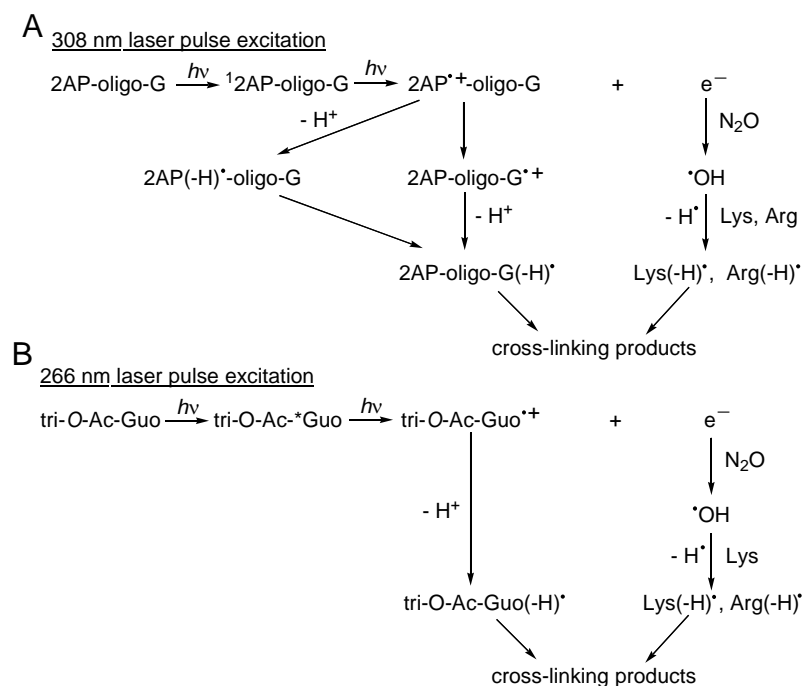 A
308 nm laser pulse excitation
2AP-oligo-G hν ¹2AP-oligo-G hν 2AP•+-oligo-G + e−
- H+ N2O
2AP(-H)•-oligo-G 2AP-oligo-G•+ •OH
- H+ - H• Lys, Arg
2AP-oligo-G(-H)• Lys(-H)•, Arg(-H)•
cross-linking products
B
266 nm laser pulse excitation
tri-O-Ac-Guo hν tri-O-Ac-*Guo hν tri-O-Ac-Guo•+ + e−
N2O
- H+ •OH
- H• Lys
tri-O-Ac-Guo(-H)• Lys(-H)•, Arg(-H)•
cross-linking products